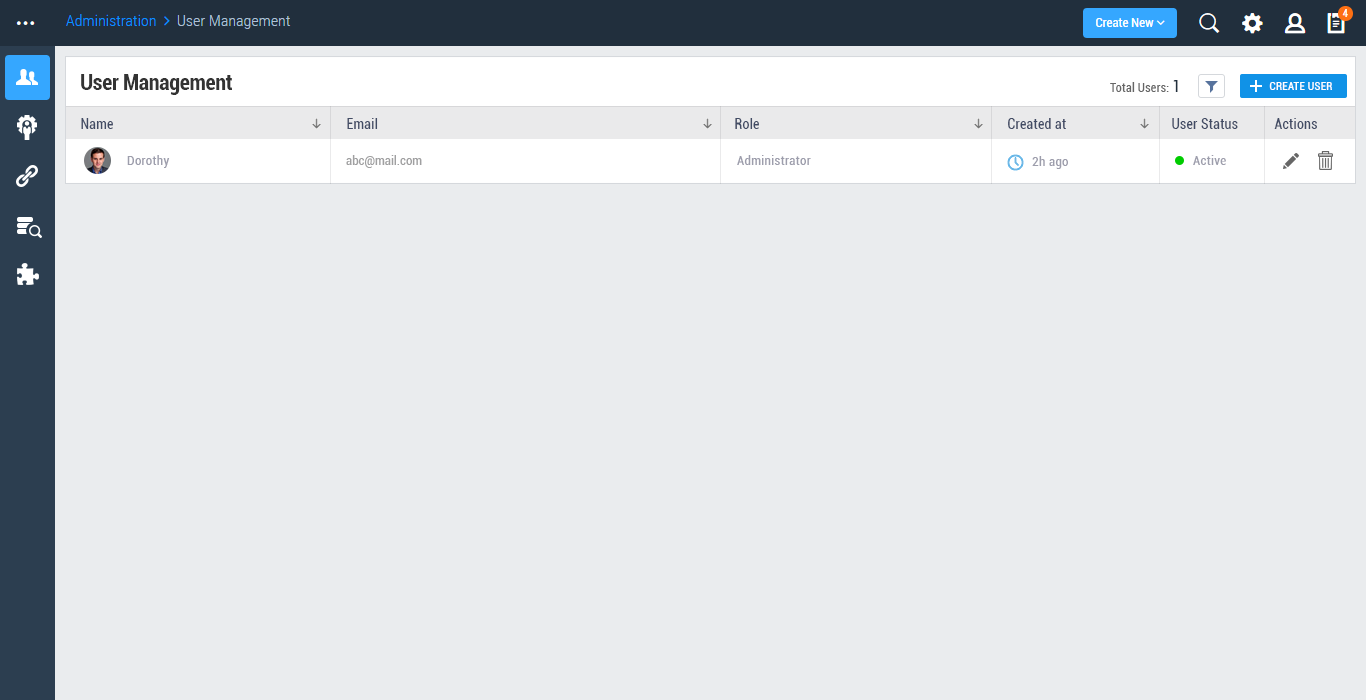 Administration > User Management
Create New
4
User Management
Total Users: 1
CREATE USER
Name Email Role Created at User Status Actions
Dorothy abc@mail.com Administrator 2h ago Active